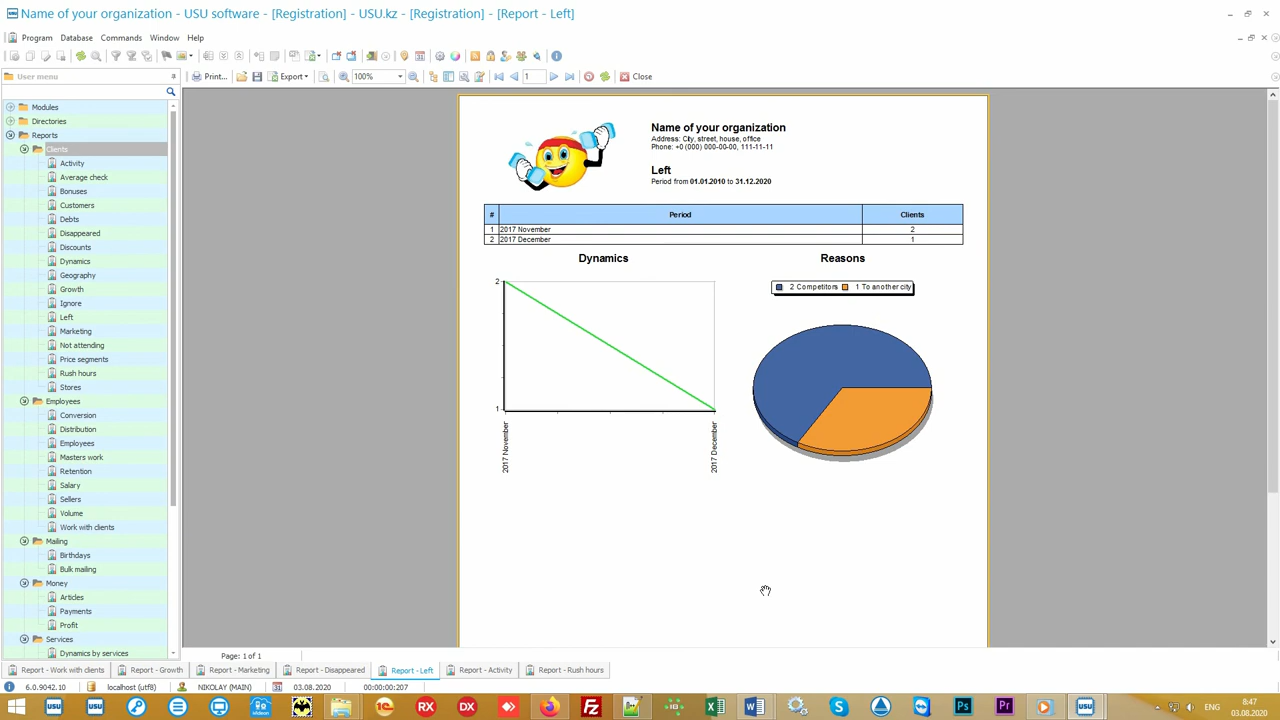 Name of your organization - USU software - [Registration] - USU.kz - [Registration] - [Report - Left]
Program Database Commands Window Help
User menu
Print... Export 100% 1 Close
Modules
Directories
Reports
Clients
Activity
Average check
Bonuses
Customers
Debts
Disappeared
Discounts
Dynamics
Geography
Growth
Ignore
Left
Marketing
Not attending
Price segments
Rush hours
Stores
Employees
Conversion
Distribution
Employees
Masters work
Retention
Salary
Sellers
Volume
Work with clients
Mailing
Birthdays
Bulk mailing
Money
Articles
Payments
Profit
Services
Dynamics by services
Name of your organization
Address: City, street, house, office
Phone: +0 (000) 000-00-00, 111-11-11
Left
Period from 01.01.2010 to 31.12.2020
# Period Clients
1 2017 November 2
2 2017 December 1
Dynamics
2
1
2017 November
2017 December
Reasons
2 Competitors 1 To another city
Page: 1 of 1
Report - Work with clients Report - Growth Report - Marketing Report - Disappeared Report - Left Report - Activity Report - Rush hours
6.0.9042.10 localhost (utf8) NIKOLAY (MAIN) 03.08.2020 00:00:00:207
USU USU RX DX Fz Ps Pr USU ENG 8:47
03.08.2020